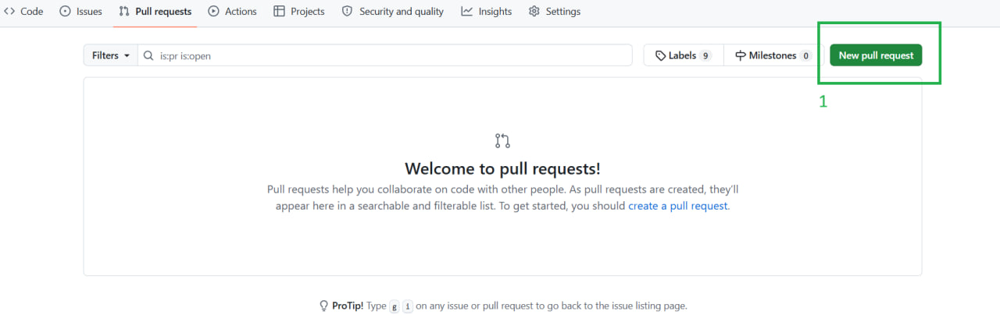 Code Issues Pull requests Actions Projects Security and quality Insights Settings
Filters is:pr is:open Labels 9 Milestones 0 New pull request
1
Welcome to pull requests!
Pull requests help you collaborate on code with other people. As pull requests are created, they'll
appear here in a searchable and filterable list. To get started, you should create a pull request.
ProTip! Type g i on any issue or pull request to go back to the issue listing page.